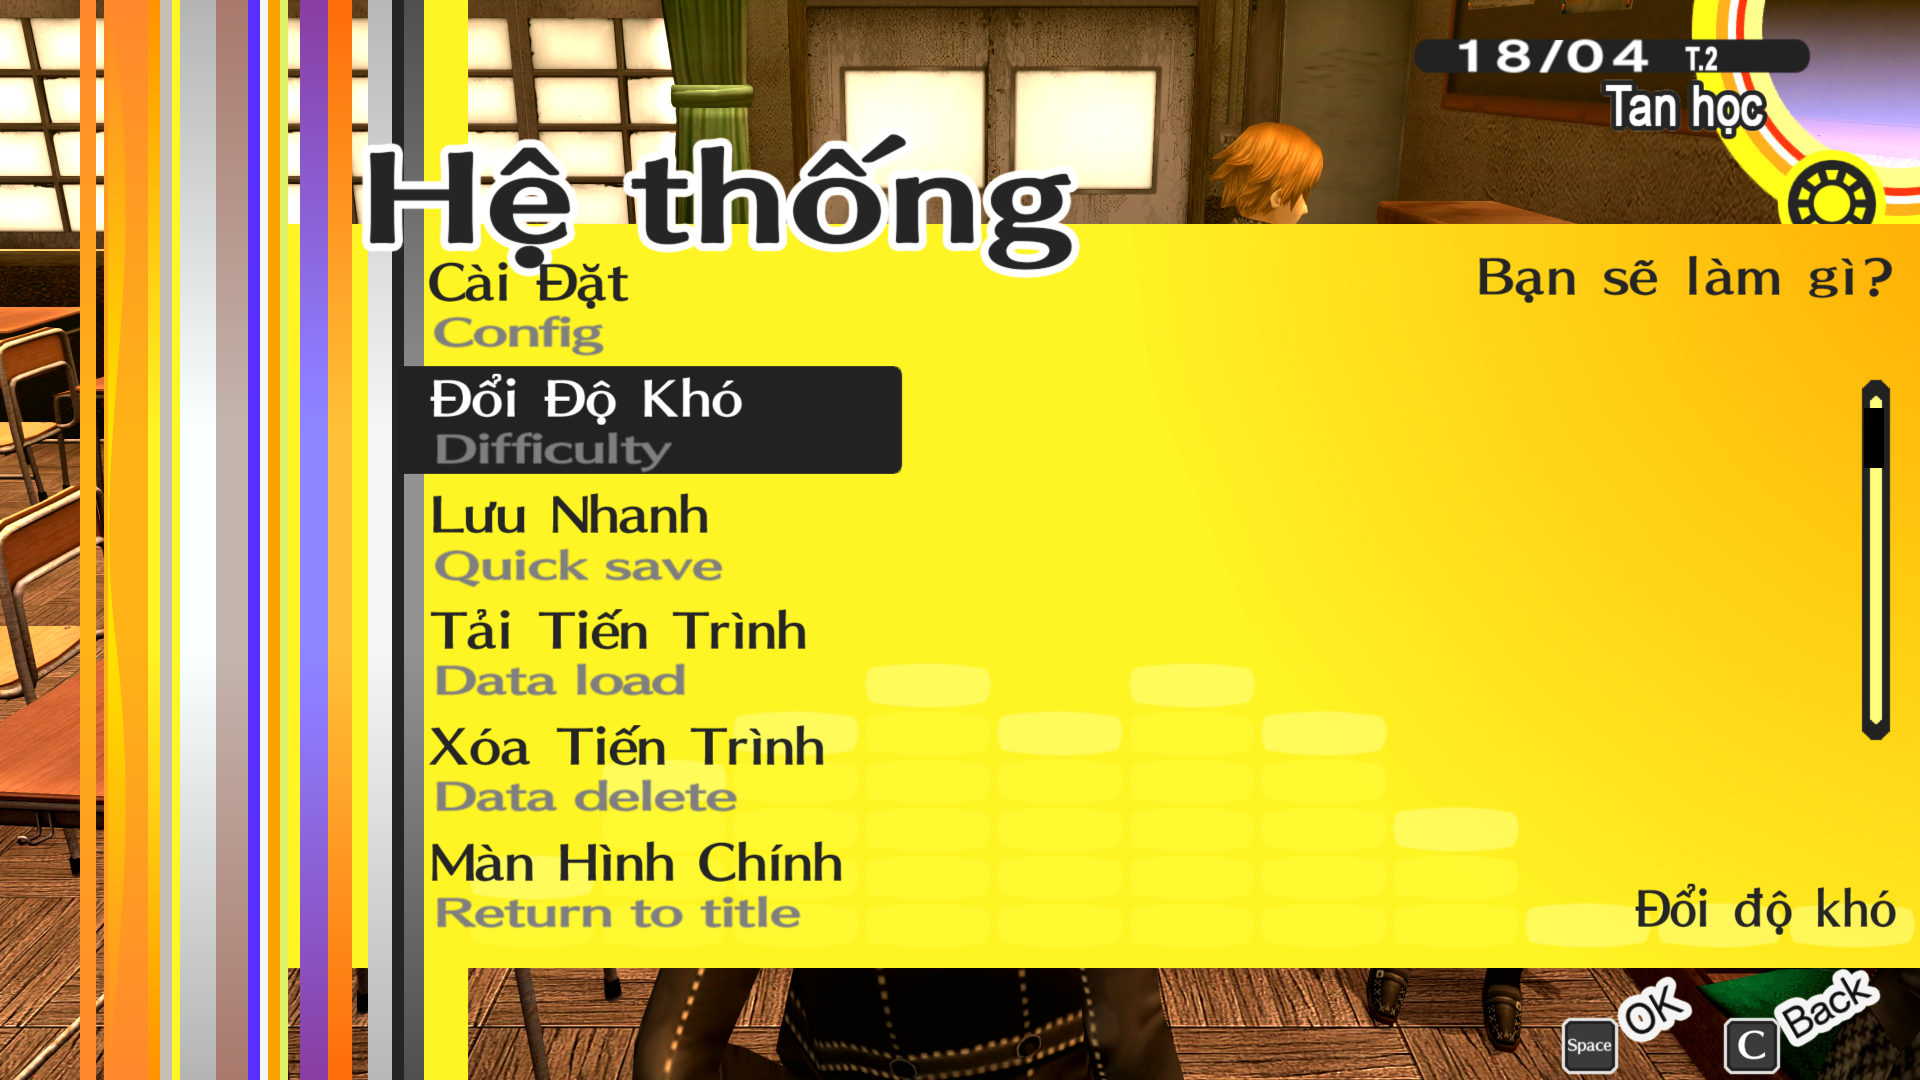 18/04 T.2
Tan học
Hệ thống
Bạn sẽ làm gì?
Cài Đặt
Config
Đổi Độ Khó
Difficulty
Lưu Nhanh
Quick save
Tải Tiến Trình
Data load
Xóa Tiến Trình
Data delete
Màn Hình Chính
Return to title
Đổi độ khó
Space OK C Back